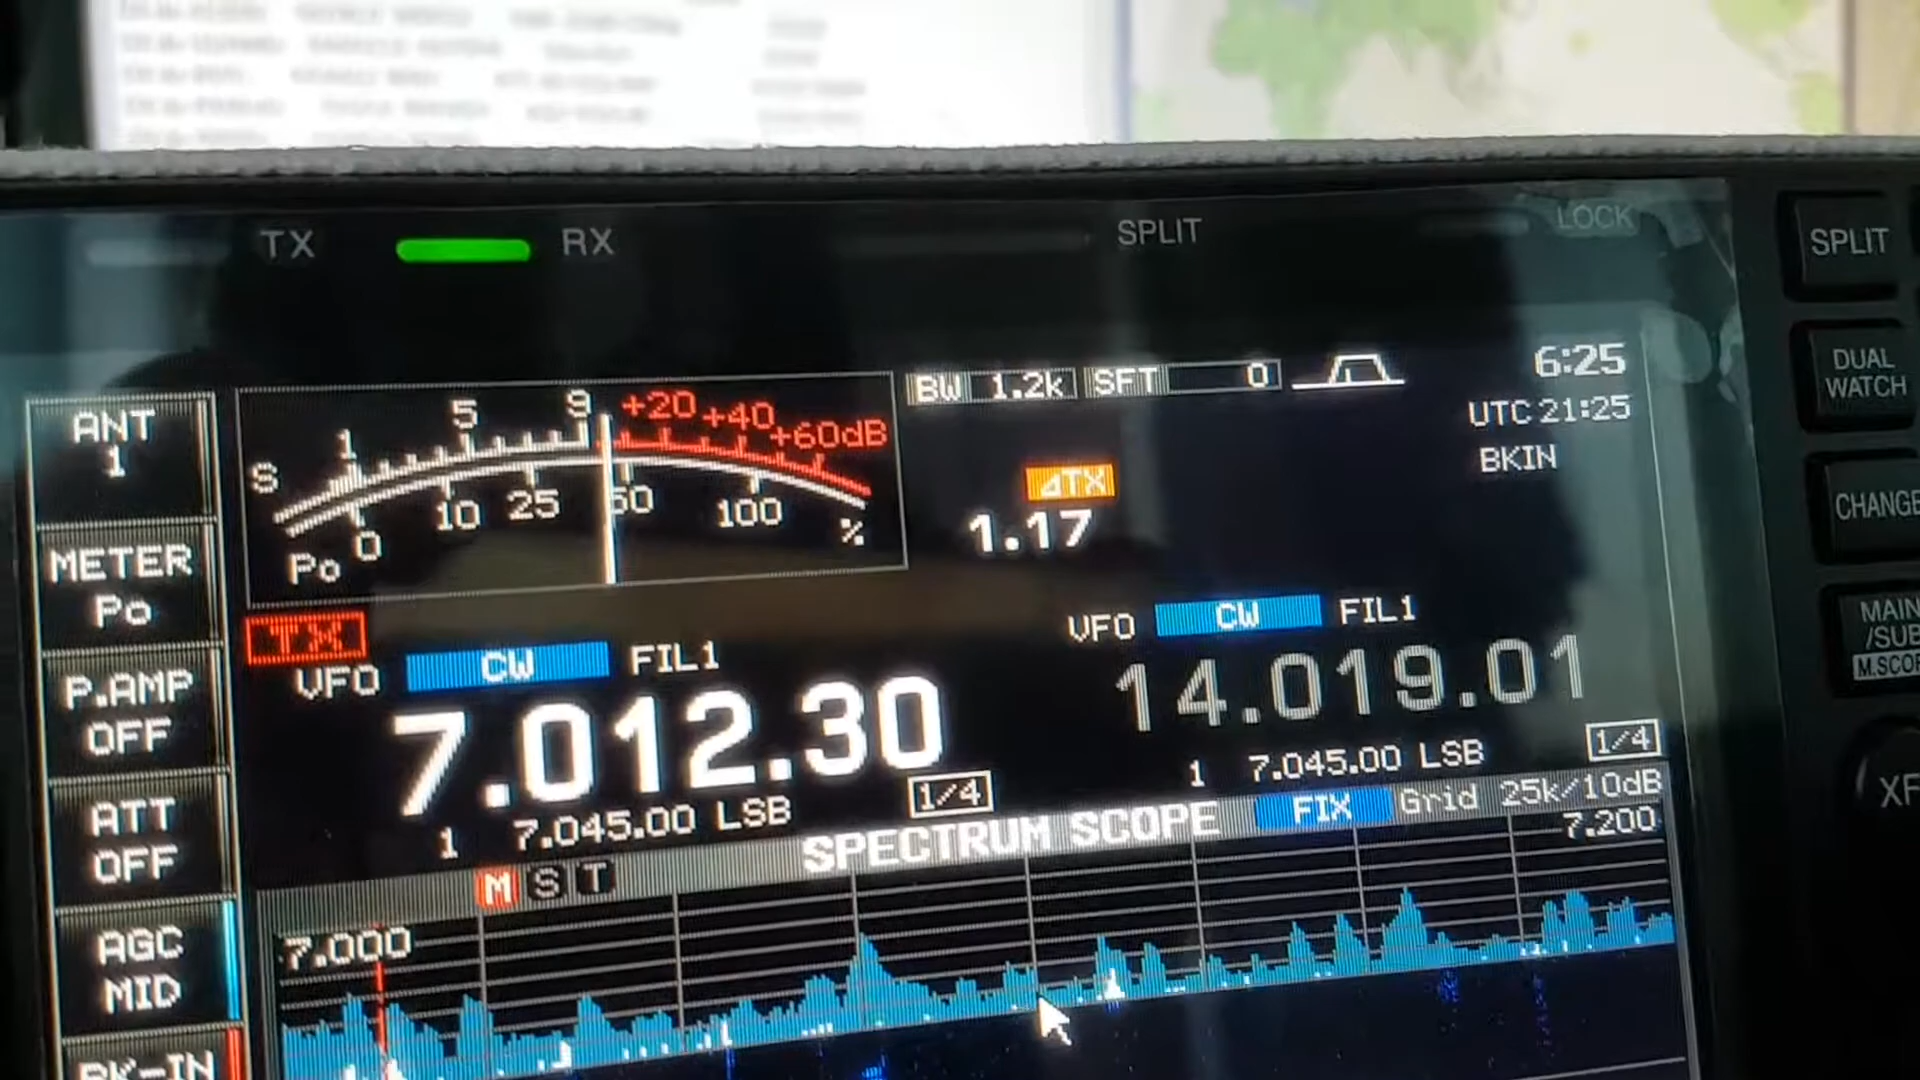 TX RX SPLIT LOCK
SPLIT
DUAL
WATCH
CHANGE
MAIN
/SUB
ANT
1
METER
Po
P.AMP
OFF
ATT
OFF
AGC
MID
BK-IN
S 1 5 9 +20 +40 +60dB
Po 0 10 25 50 100 %
BW 1.2k SFT 0
6:25
UTC 21:25
BKIN
ΔTX
1.17
TX
VFO CW FIL1
7.012.30
1/4
1 7.045.00 LSB
VFO CW FIL1
14.019.01
1/4
1 7.045.00 LSB
SPECTRUM SCOPE FIX Grid 25k/10dB
M S T
7.000 7.200